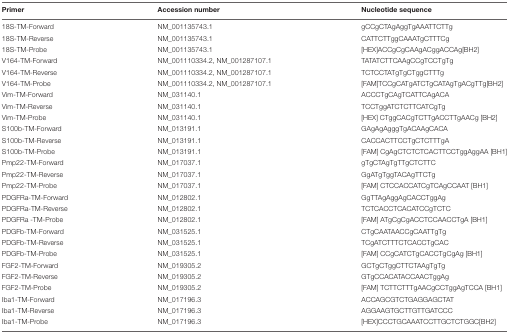 Primer Accession number Nucleotide sequence
18S-TM-Forward NM_001135743.1 gCCgCTAgAggTgAAATTCTTg
18S-TM-Reverse NM_001135743.1 CATTCTTggCAAATgCTTTCg
18S-TM-Probe NM_001135743.1 [HEX]ACCgCgCAAgACggACCAg[BH2]
V164-TM-Forward NM_001110334.2, NM_001287107.1 TATATCTTCAAgCCgTCCTgTg
V164-TM-Reverse NM_001110334.2, NM_001287107.1 TCTCCTATgTgCTggCTTTg
V164-TM-Probe NM_001110334.2, NM_001287107.1 [FAM]TCCgCATgATCTgCATAgTgACgTTg[BH2]
Vim-TM-Forward NM_031140.1 ACCCTgCAgTCATTCAgACA
Vim-TM-Reverse NM_031140.1 TCCTggATCTCTTCATCgTg
Vim-TM-Probe NM_031140.1 [HEX] CTggCACgTCTTgACCTTgAACg [BH2]
S100b-TM-Forward NM_013191.1 GAgAgAgggTgACAAgCACA
S100b-TM-Reverse NM_013191.1 CACCACTTCCTgCTCTTTgA
S100b-TM-Probe NM_013191.1 [FAM] CgAgCTCTCTCACTTCCTggAggAA [BH1]
Pmp22-TM-Forward NM_017037.1 gTgCTAgTgTTgCTCTTC
Pmp22-TM-Reverse NM_017037.1 GgATgTggTACAgTTCTg
Pmp22-TM-Probe NM_017037.1 [FAM] CTCCACCATCgTCAgCCAAT [BH1]
PDGFRa-TM-Forward NM_012802.1 GgTTAgAggAgCACCTggAg
PDGFRa-TM-Reverse NM_012802.1 TCTCACCTCACATCCgTCTC
PDGFRa -TM-Probe NM_012802.1 [FAM] ATgCgCgACCTCCAACCTgA [BH1]
PDGFb-TM-Forward NM_031525.1 CTgCAATAACCgCAATTgTg
PDGFb-TM-Reverse NM_031525.1 TCgATCTTTCTCACCTgCAC
PDGFb-TM-Probe NM_031525.1 [FAM] CCgCATCTgCACCTgCgAg [BH1]
FGF2-TM-Forward NM_019305.2 GCTgCTggCTTCTAAgTgTg
FGF2-TM-Reverse NM_019305.2 GTgCCACATACCAACTggAg
FGF2-TM-Probe NM_019305.2 [FAM] TCTTCTTTgAACgCCTggAgTCCA [BH1]
Iba1-TM-Forward NM_017196.3 ACCAGCGTCTGAGGAGCTAT
Iba1-TM-Reverse NM_017196.3 AGGAAGTGCTTGTTGATCCC
Iba1-TM-Probe NM_017196.3 [HEX]CCCTGCAAATCCTTGCTCTGGC[BH2]